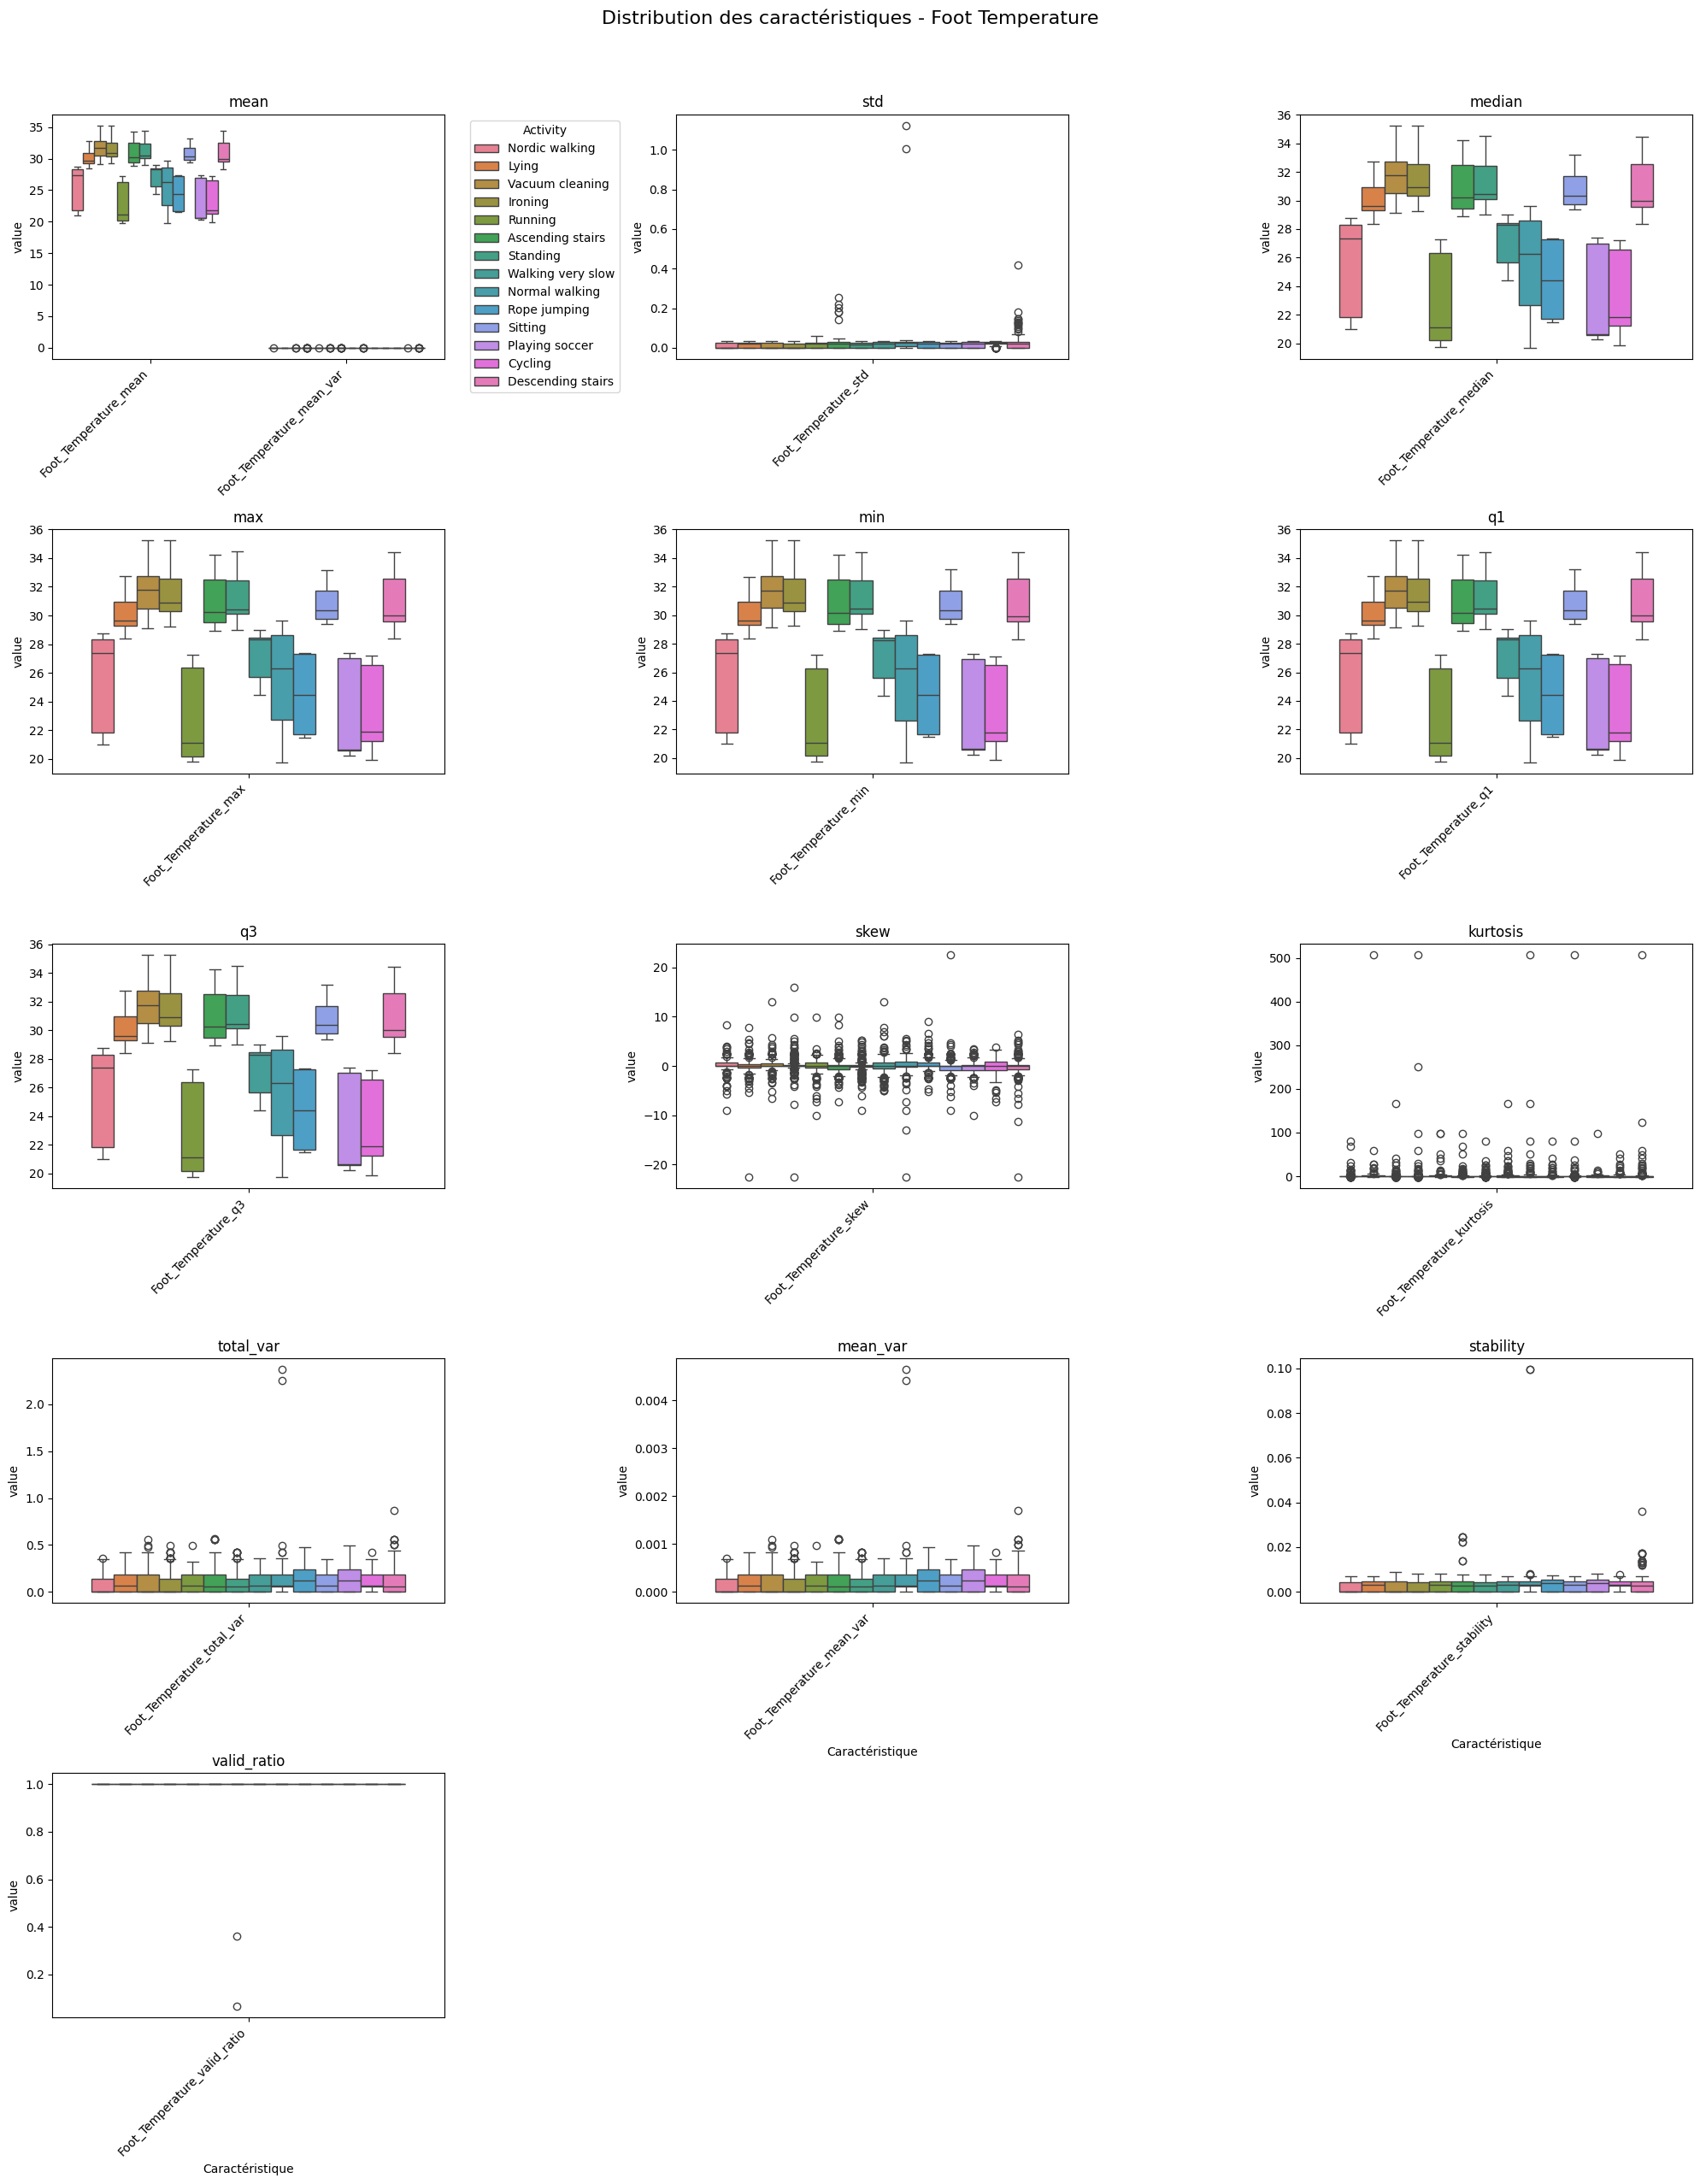 Distribution des caractéristiques - Foot Temperature
mean
35
30
25
20
15
10
5
0
value
Foot_Temperature_mean
Foot_Temperature_mean_var
Activity
Nordic walking
Lying
Vacuum cleaning
Ironing
Running
Ascending stairs
Standing
Walking very slow
Normal walking
Rope jumping
Sitting
Playing soccer
Cycling
Descending stairs
std
1.0
0.8
0.6
0.4
0.2
0.0
value
Foot_Temperature_std
median
36
34
32
30
28
26
24
22
20
value
Foot_Temperature_median
max
36
34
32
30
28
26
24
22
20
value
Foot_Temperature_max
min
36
34
32
30
28
26
24
22
20
value
Foot_Temperature_min
q1
36
34
32
30
28
26
24
22
20
value
Foot_Temperature_q1
q3
36
34
32
30
28
26
24
22
20
value
Foot_Temperature_q3
skew
20
10
0
−10
−20
value
Foot_Temperature_skew
kurtosis
500
400
300
200
100
0
value
Foot_Temperature_kurtosis
total_var
2.0
1.5
1.0
0.5
0.0
value
Foot_Temperature_total_var
mean_var
0.004
0.003
0.002
0.001
0.000
value
Foot_Temperature_mean_var
Caractéristique
stability
0.10
0.08
0.06
0.04
0.02
0.00
value
Foot_Temperature_stability
Caractéristique
valid_ratio
1.0
0.8
0.6
0.4
0.2
value
Foot_Temperature_valid_ratio
Caractéristique